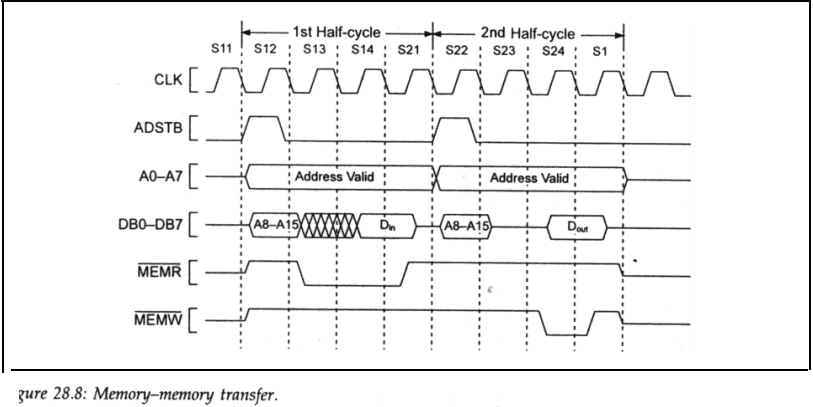 1st Half-cycle 2nd Half-cycle
S11 S12 S13 S14 S21 S22 S23 S24 S1
CLK
ADSTB
A0–A7 Address Valid Address Valid
DB0–DB7 A8–A15 Din A8–A15 Dout
MEMR
MEMW
gure 28.8: Memory–memory transfer.